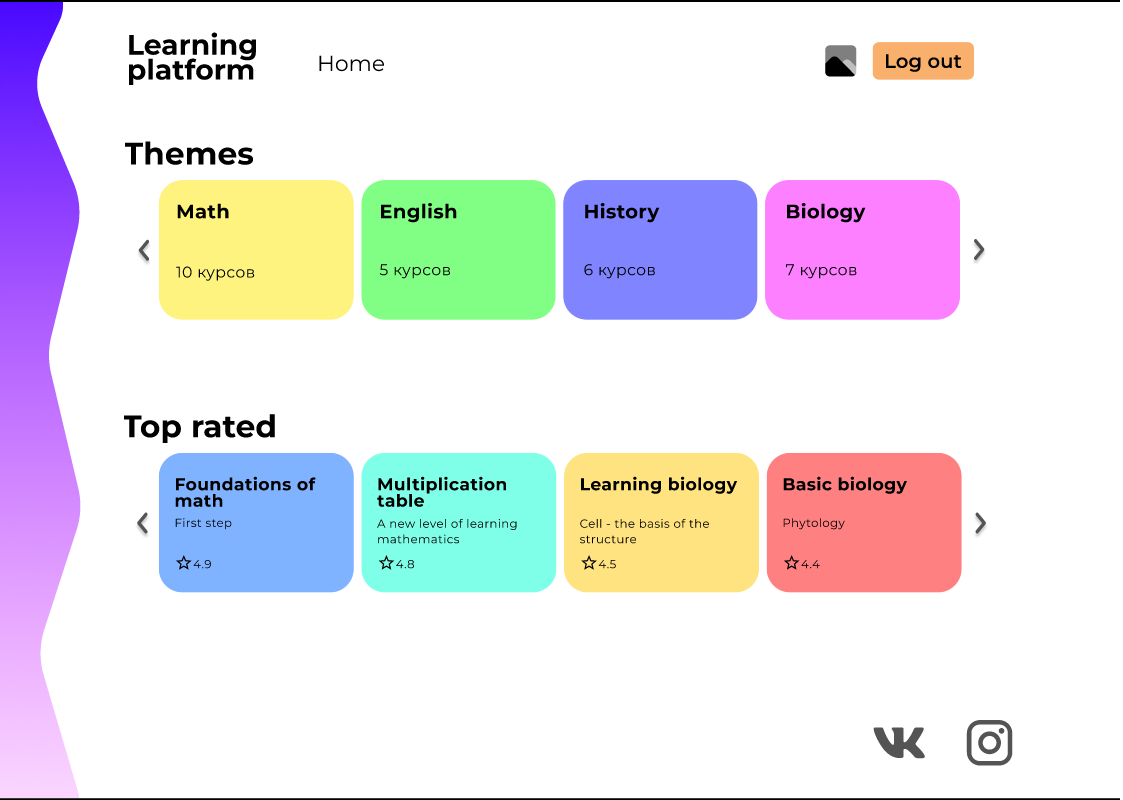 Learning
platform
Home
Log out
Themes
Math
English
History
Biology
10 курсов
5 курсов
6 курсов
7 курсов
Top rated
Foundations of
math
First step
4.9
Multiplication
table
A new level of learning
mathematics
4.8
Learning biology
Cell - the basis of the
structure
4.5
Basic biology
Phytology
4.4